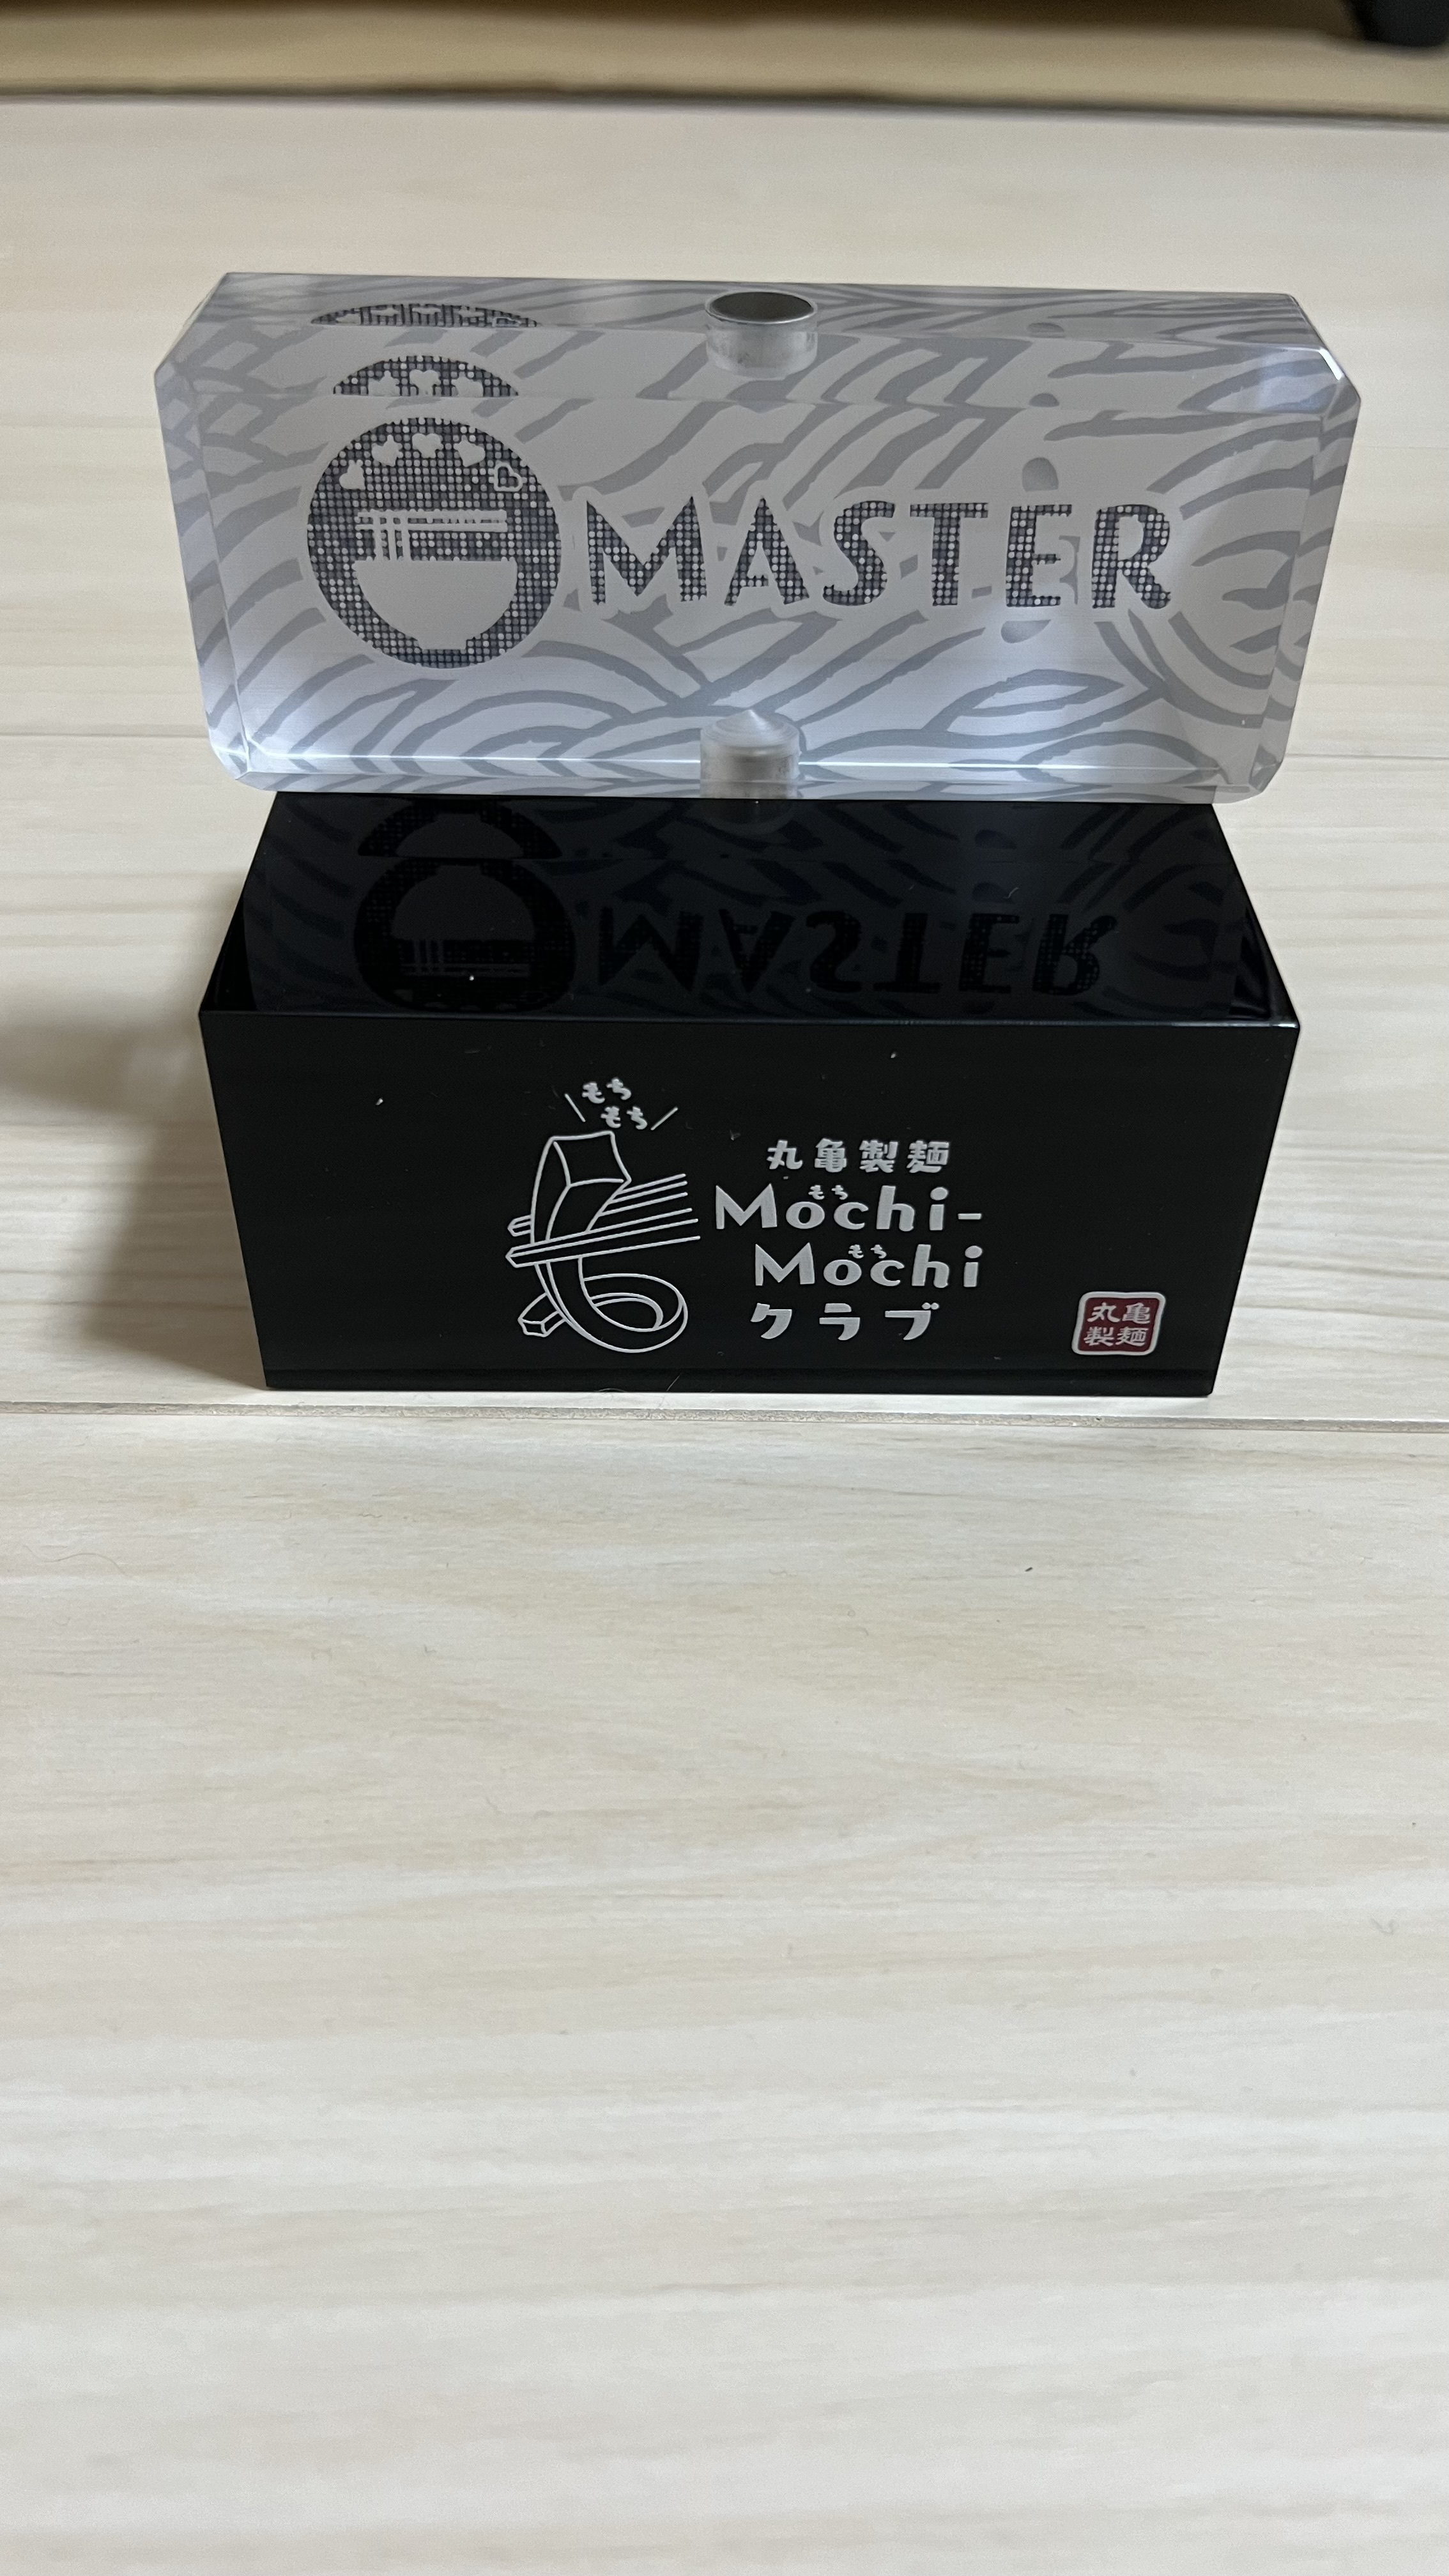 MASTER
もち
もち
丸亀製麺
もち
Mochi-
もち
Mochi
クラブ
丸亀
製麺